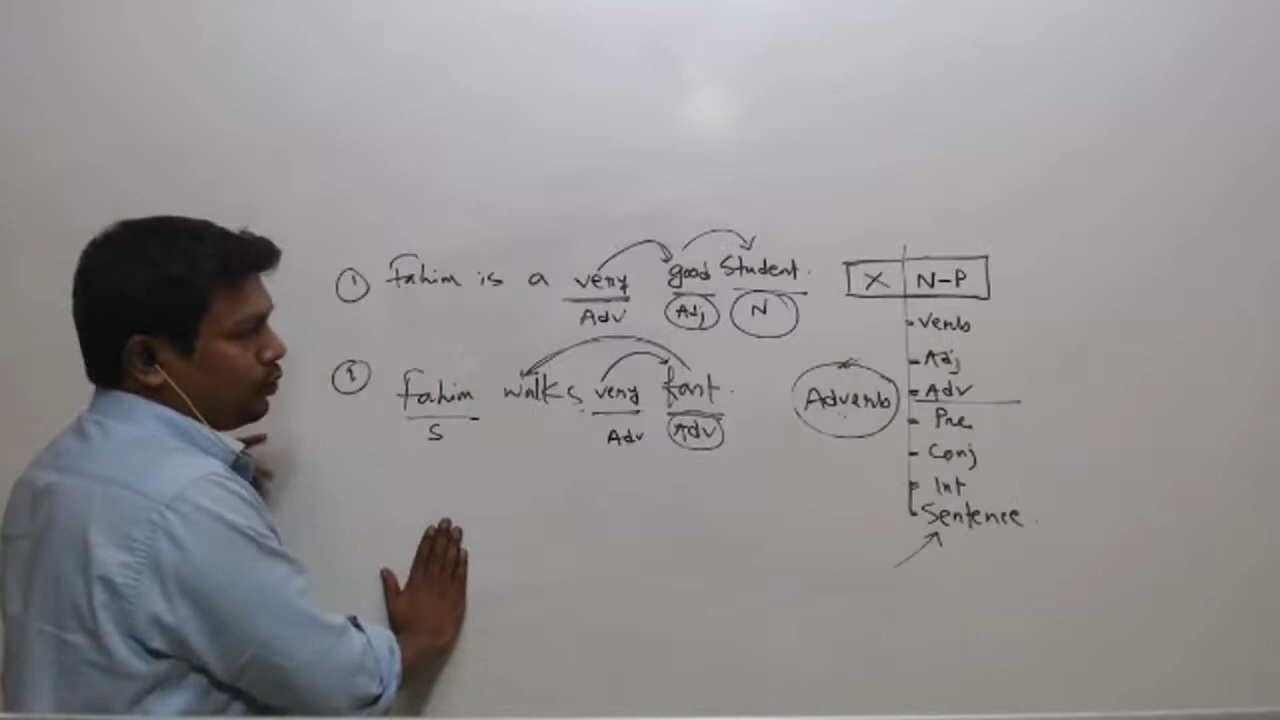 ① Fahim is a very good Student.
Adv Adj N
② Fahim walks very fast.
S Adv Adv
X N-P
Verb
Adj
Adverb
Adv
Pre
Conj
Int
Sentence.